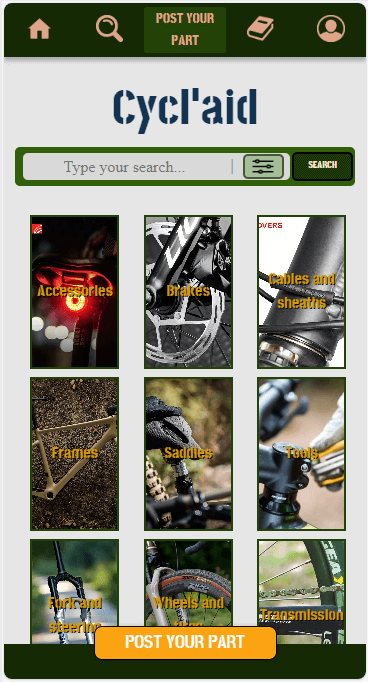 POST YOUR
PART
Cycl'aid
Type your search...
SEARCH
OVERS
Accessories
Brakes
Cables and
sheaths
Frames
Saddles
Tools
Fork and
steering
Wheels and
Transmission
POST YOUR PART